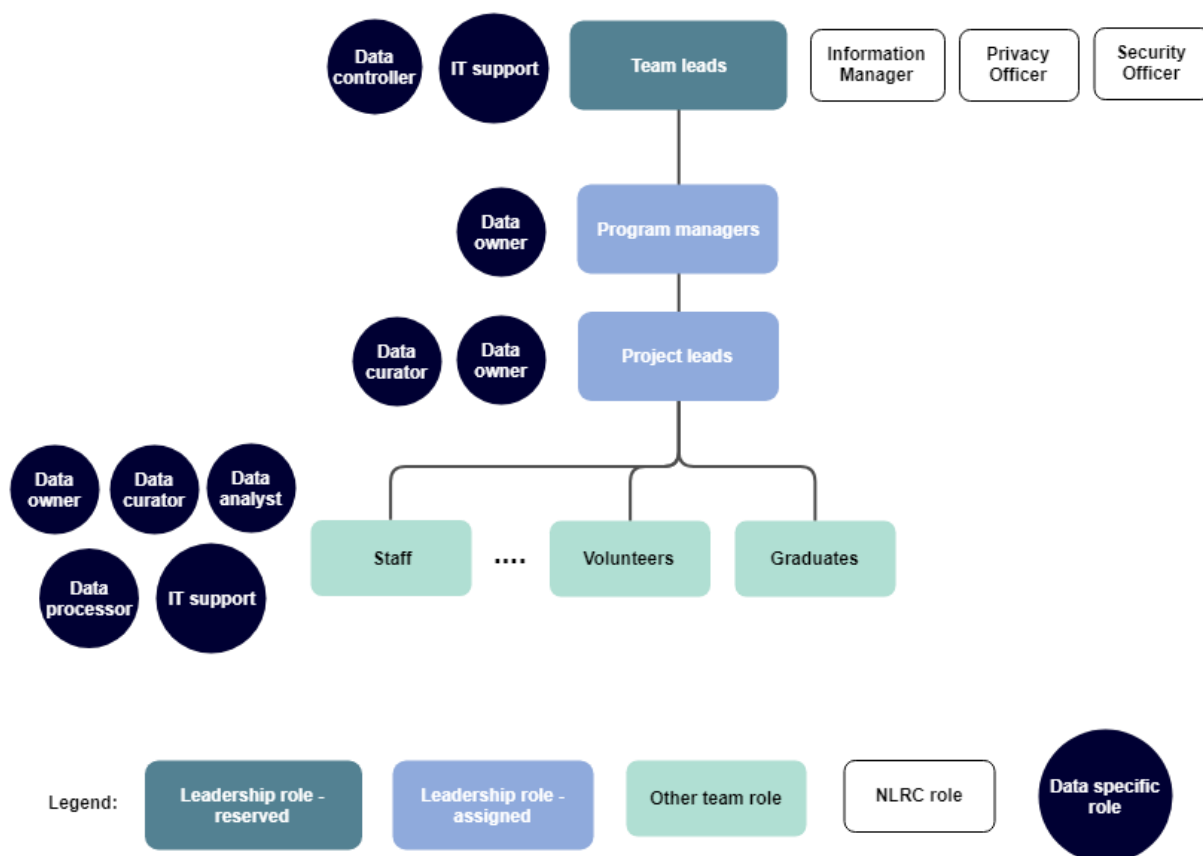 Data
controller
IT support
Team leads
Information
Manager
Privacy
Officer
Security
Officer
Data
owner
Program managers
Data
curator
Data
owner
Project leads
Data
owner
Data
curator
Data
analyst
Data
processor
IT support
Staff
....
Volunteers
Graduates
Legend:
Leadership role -
reserved
Leadership role -
assigned
Other team role
NLRC role
Data specific
role